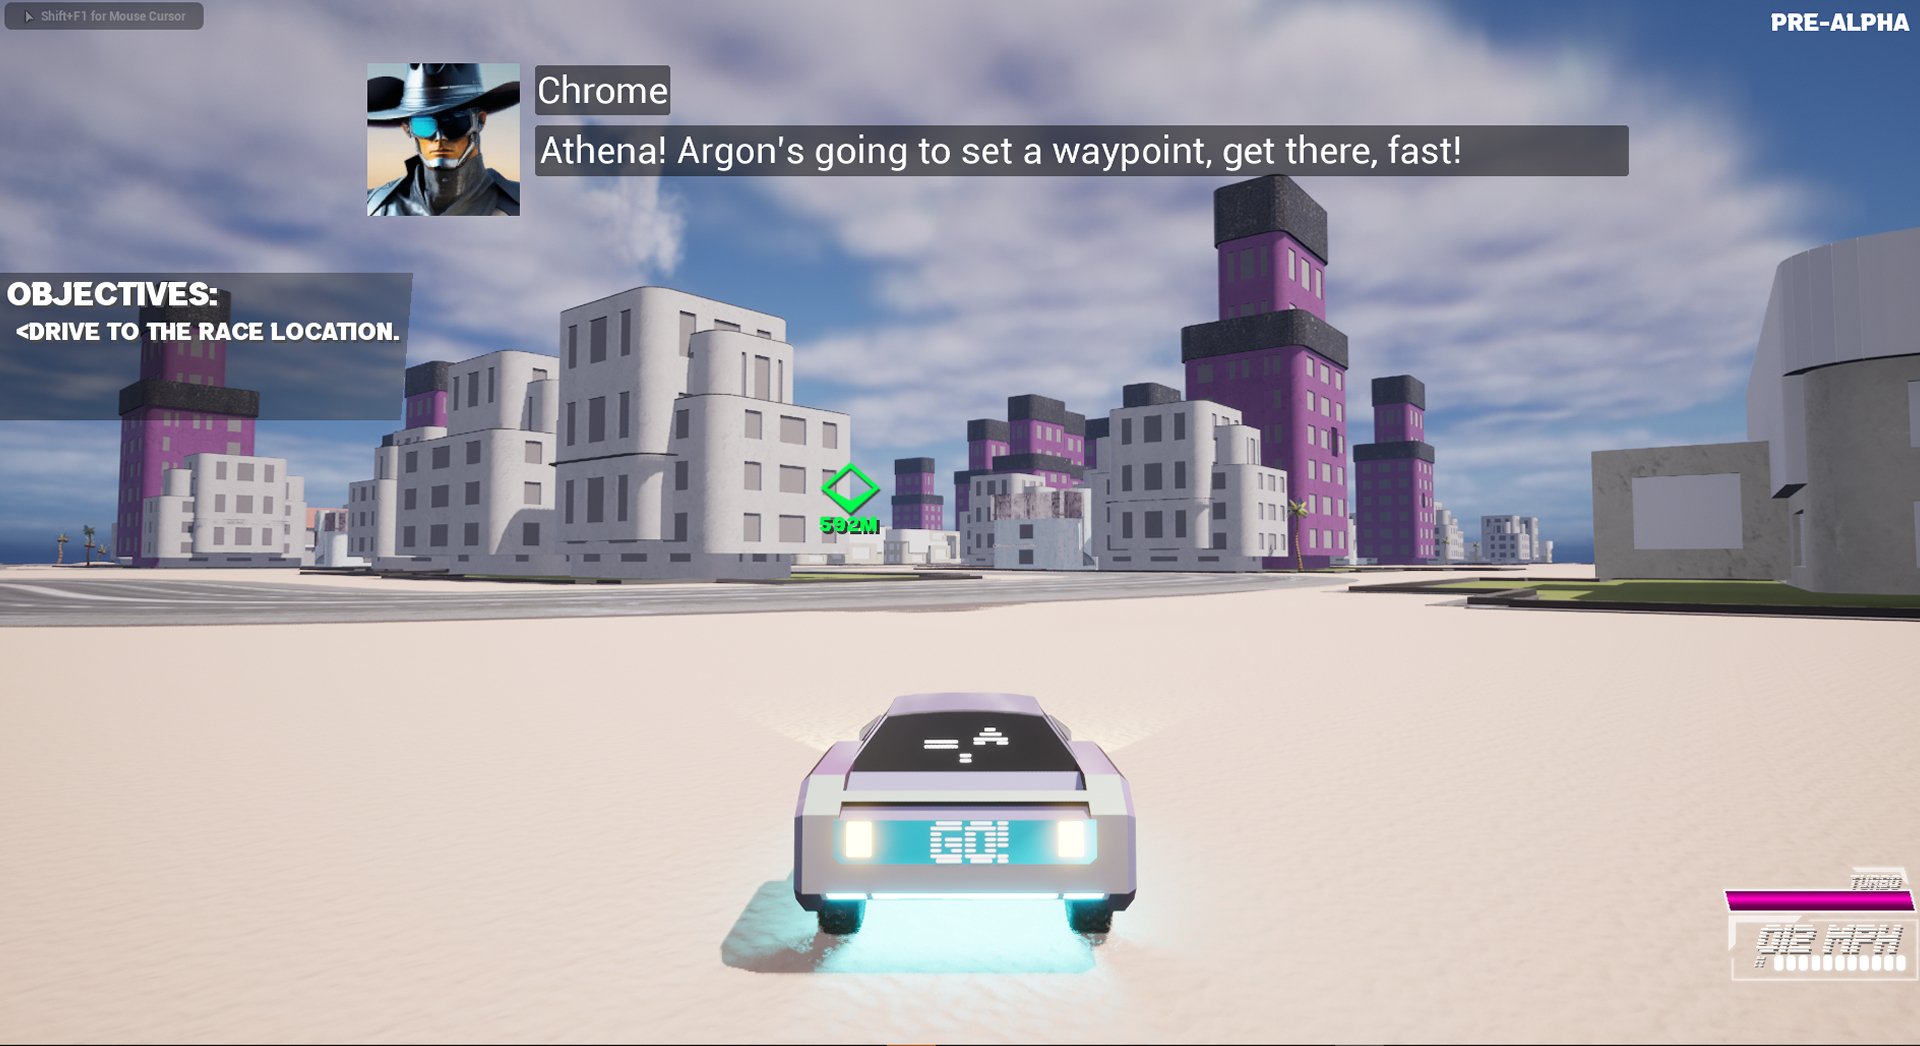 Shift+F1 for Mouse Cursor
PRE-ALPHA
Chrome
Athena! Argon's going to set a waypoint, get there, fast!
OBJECTIVES:
<DRIVE TO THE RACE LOCATION.
592M
GO!
TURBO
012 MPH